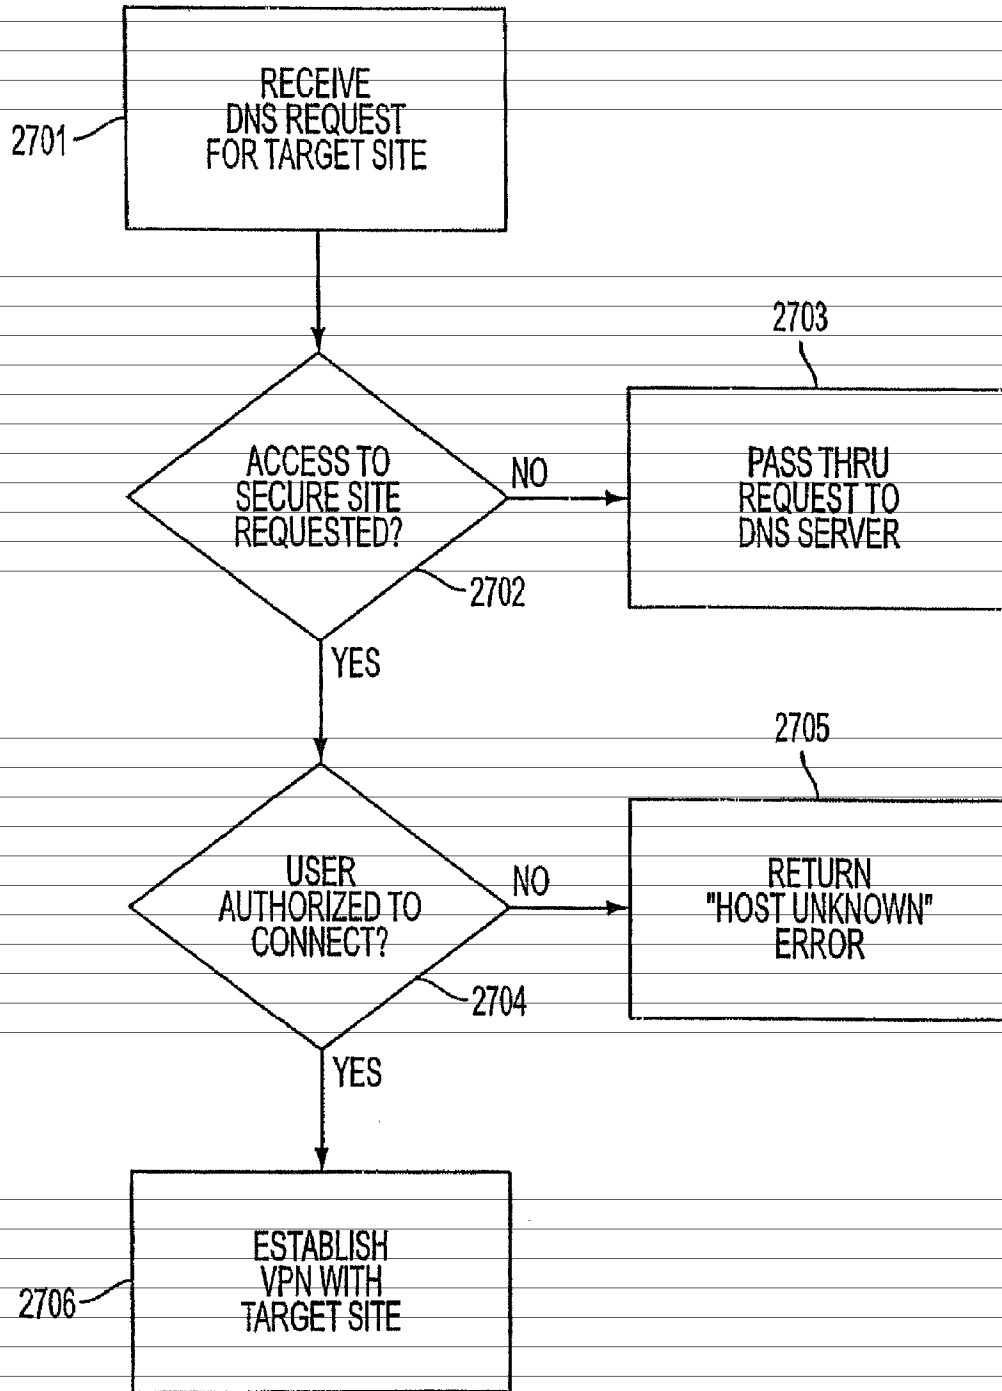 RECEIVE
DNS REQUEST
FOR TARGET SITE
2701
ACCESS TO
SECURE SITE
REQUESTED?
2702
NO
2703
PASS THRU
REQUEST TO
DNS SERVER
YES
USER
AUTHORIZED TO
CONNECT?
2704
NO
2705
RETURN
"HOST UNKNOWN"
ERROR
YES
ESTABLISH
VPN WITH
TARGET SITE
2706